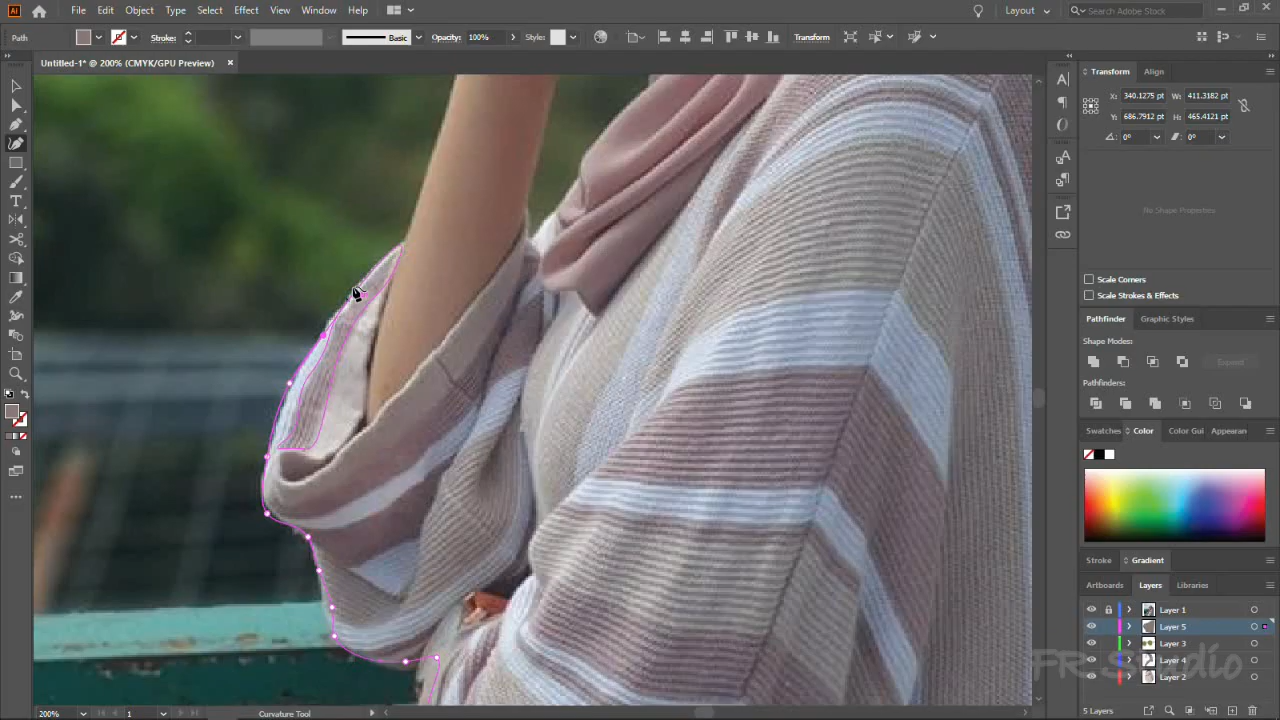 Ai File Edit Object Type Select Effect View Window Help Layout Search Adobe Stock
Path Stroke: Basic Opacity: 100% Style: Transform
Untitled-1* @ 200% (CMYK/GPU Preview) ×
Transform Align
X: 340.1275 pt W: 411.3182 pt
Y: 686.7912 pt H: 465.4121 pt
0° 0°
No Shape Properties
Scale Corners
Scale Strokes & Effects
Pathfinder Graphic Styles
Shape Modes:
Expand
Pathfinders:
Swatches Color Color Gui Appearan
Stroke Gradient
Artboards Layers Libraries
Layer 1
Layer 5
Layer 3
Layer 4
Layer 2
FR Studio
200% 1 Curvature Tool 5 Layers